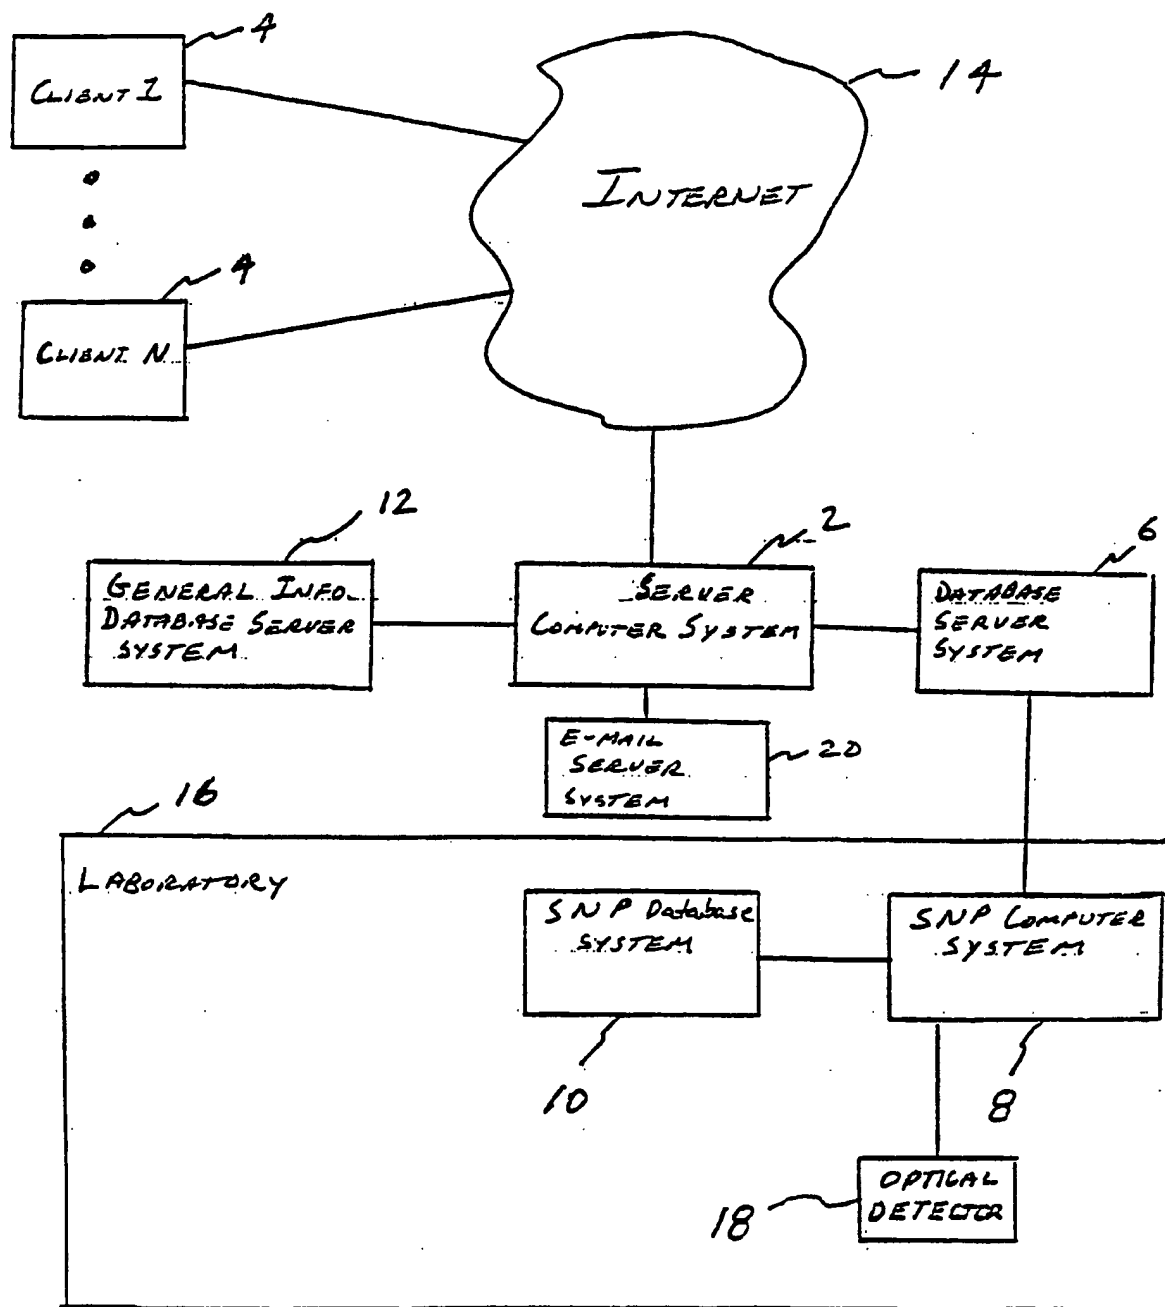 4
CLIENT 1
14
INTERNET
4
CLIENT N
12
2
6
GENERAL INFO
DATABASE SERVER
SYSTEM
SERVER
COMPUTER SYSTEM
DATABASE
SERVER
SYSTEM
E-MAIL
SERVER
SYSTEM
20
16
LABORATORY
SNP Database
SYSTEM
SNP COMPUTER
SYSTEM
10
8
OPTICAL
DETECTOR
18